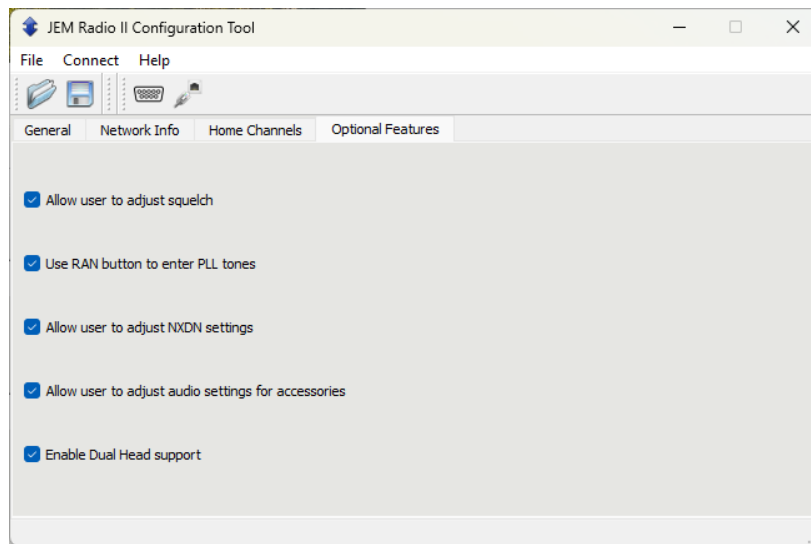 JEM Radio II Configuration Tool
File Connect Help
General Network Info Home Channels Optional Features
Allow user to adjust squelch
Use RAN button to enter PLL tones
Allow user to adjust NXDN settings
Allow user to adjust audio settings for accessories
Enable Dual Head support